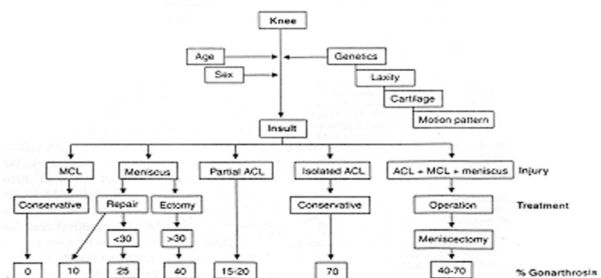 Knee
Age
Genetics
Sex
Laxity
Cartilage
Motion pattern
Insult
MCL Meniscus Partial ACL Isolated ACL ACL + MCL + meniscus Injury
Conservative Repair Ectomy Conservative Operation Treatment
<30 >30 Meniscectomy
0 10 25 40 15-20 70 40-70 % Gonarthrosis